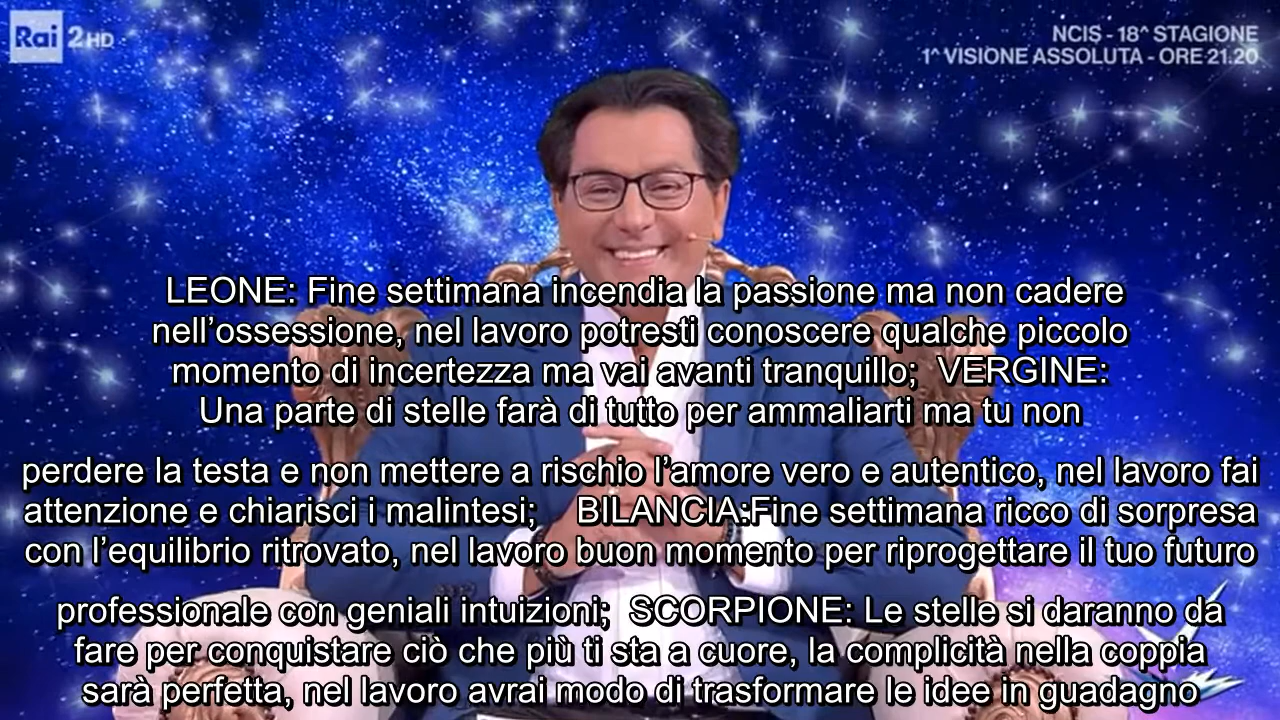 Rai 2HD
NCIS - 18^ STAGIONE
1^ VISIONE ASSOLUTA - ORE 21.20
LEONE: Fine settimana incendia la passione ma non cadere
nell’ossessione, nel lavoro potresti conoscere qualche piccolo
momento di incertezza ma vai avanti tranquillo; VERGINE:
Una parte di stelle farà di tutto per ammaliarti ma tu non
perdere la testa e non mettere a rischio l’amore vero e autentico, nel lavoro fai
attenzione e chiarisci i malintesi; BILANCIA:Fine settimana ricco di sorpresa
con l’equilibrio ritrovato, nel lavoro buon momento per riprogettare il tuo futuro
professionale con geniali intuizioni; SCORPIONE: Le stelle si daranno da
fare per conquistare ciò che più ti sta a cuore, la complicità nella coppia
sarà perfetta, nel lavoro avrai modo di trasformare le idee in guadagno